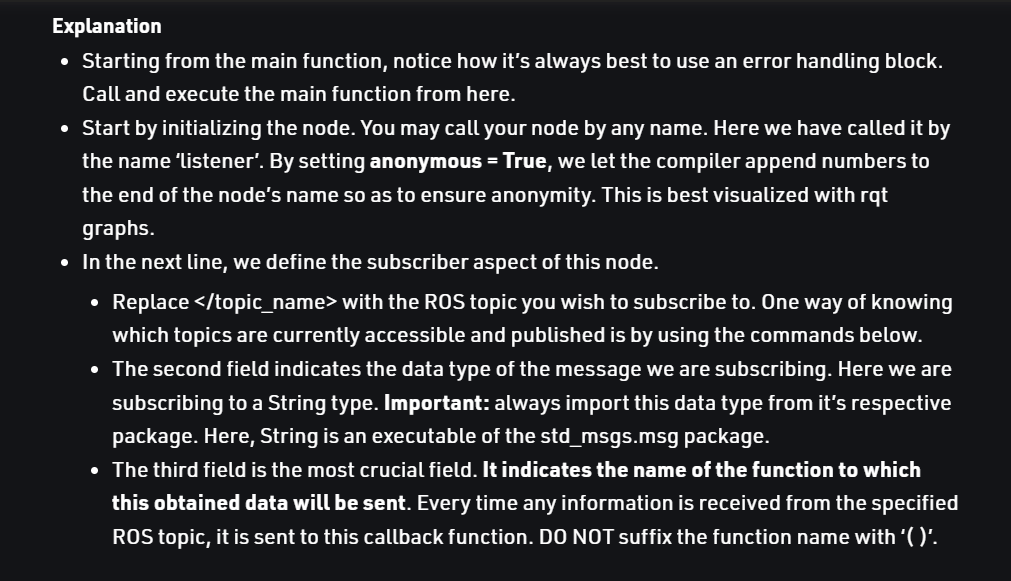 Explanation
• Starting from the main function, notice how it’s always best to use an error handling block.
Call and execute the main function from here.
• Start by initializing the node. You may call your node by any name. Here we have called it by
the name ‘listener’. By setting anonymous = True, we let the compiler append numbers to
the end of the node’s name so as to ensure anonymity. This is best visualized with rqt
graphs.
• In the next line, we define the subscriber aspect of this node.
• Replace </topic_name> with the ROS topic you wish to subscribe to. One way of knowing
which topics are currently accessible and published is by using the commands below.
• The second field indicates the data type of the message we are subscribing. Here we are
subscribing to a String type. Important: always import this data type from it’s respective
package. Here, String is an executable of the std_msgs.msg package.
• The third field is the most crucial field. It indicates the name of the function to which
this obtained data will be sent. Every time any information is received from the specified
ROS topic, it is sent to this callback function. DO NOT suffix the function name with ‘( )’.